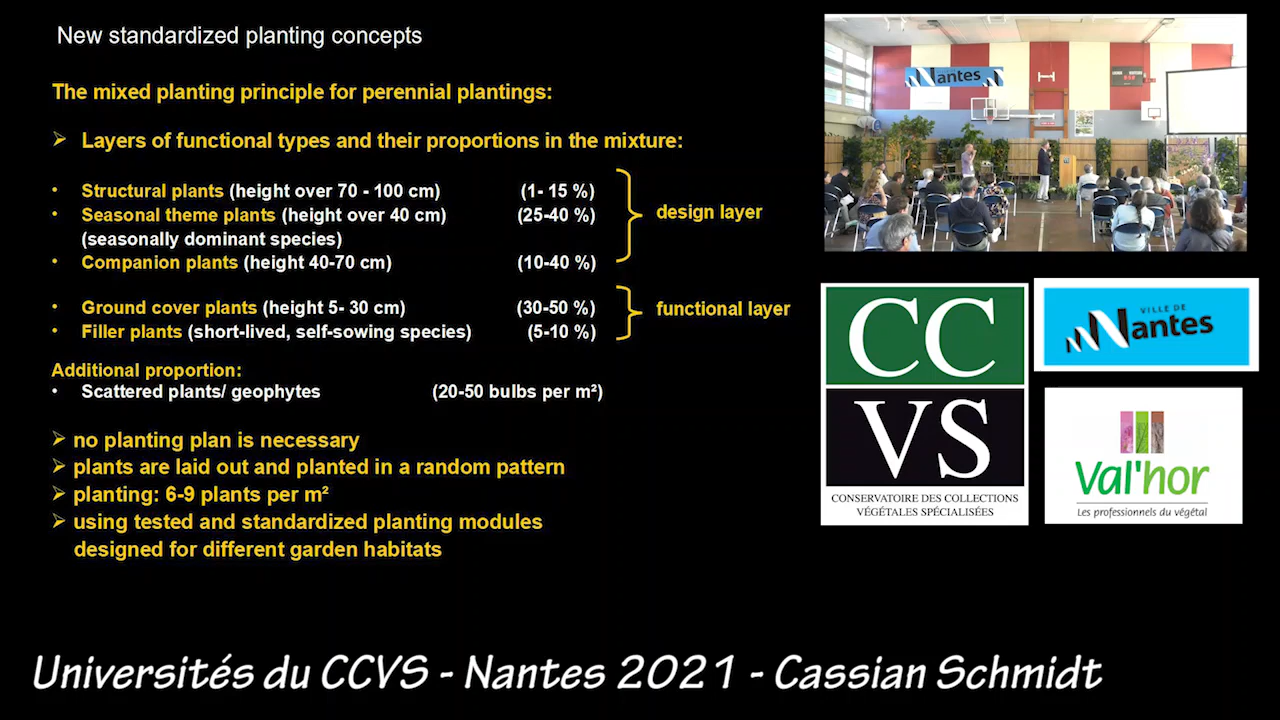 New standardized planting concepts
The mixed planting principle for perennial plantings:
➢ Layers of functional types and their proportions in the mixture:
• Structural plants (height over 70 - 100 cm) (1- 15 %)
• Seasonal theme plants (height over 40 cm) (25-40 %)
(seasonally dominant species)
• Companion plants (height 40-70 cm) (10-40 %)
design layer
• Ground cover plants (height 5- 30 cm) (30-50 %)
• Filler plants (short-lived, self-sowing species) (5-10 %)
functional layer
Additional proportion:
• Scattered plants/ geophytes (20-50 bulbs per m²)
➢ no planting plan is necessary
➢ plants are laid out and planted in a random pattern
➢ planting: 6-9 plants per m²
➢ using tested and standardized planting modules
designed for different garden habitats
Nantes
CC
VS
CONSERVATOIRE DES COLLECTIONS
VÉGÉTALES SPÉCIALISÉES
VILLE DE
Nantes
Val'hor
Les professionnels du végétal
Universités du CCVS - Nantes 2021 - Cassian Schmidt